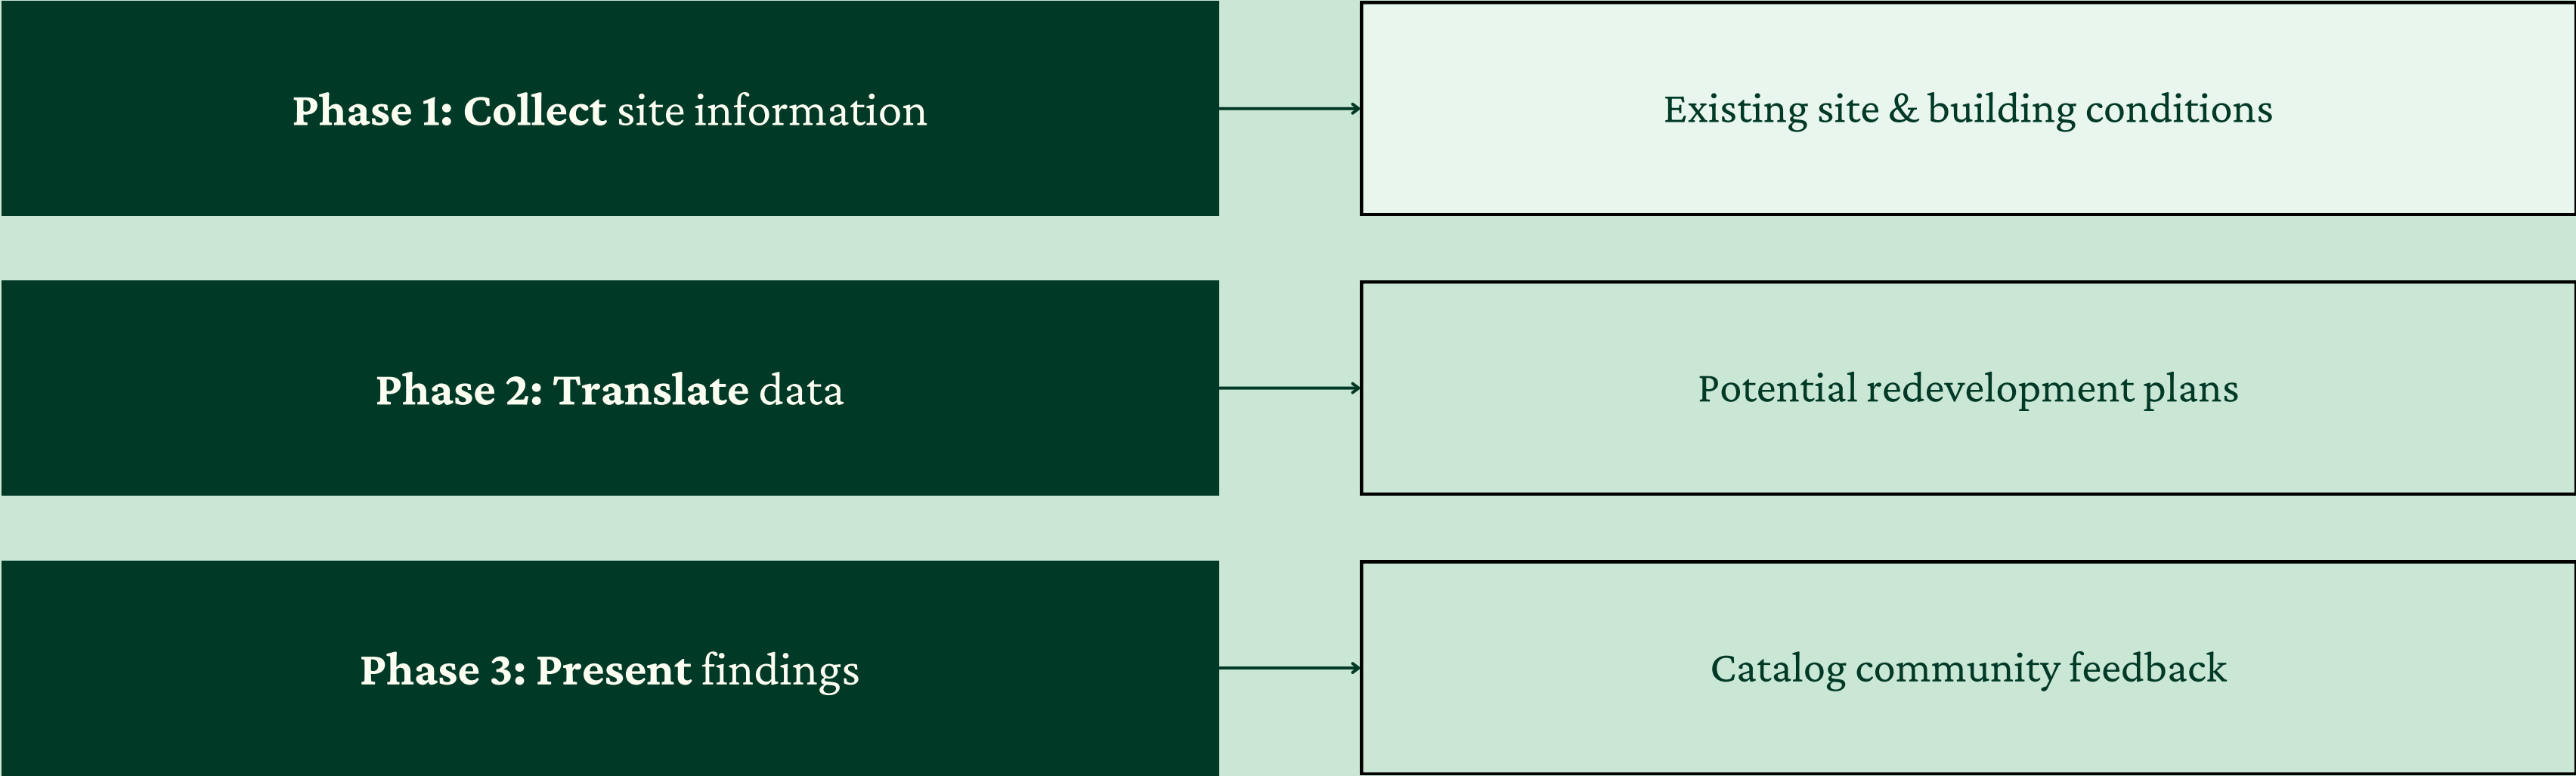 Phase 1: Collect site information
Existing site & building conditions
Phase 2: Translate data
Potential redevelopment plans
Phase 3: Present findings
Catalog community feedback